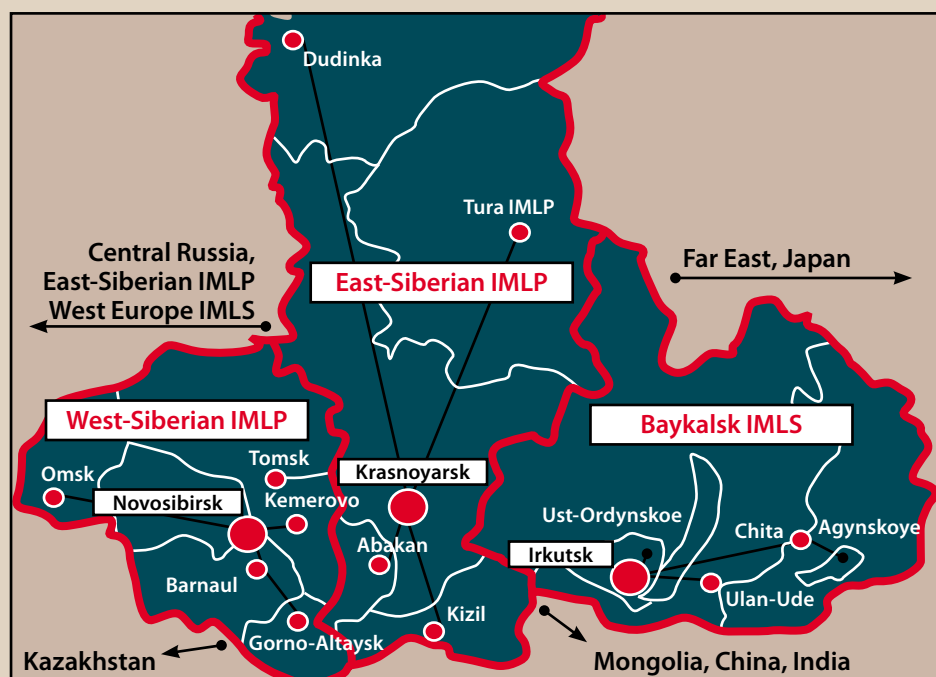 Dudinka
Tura IMLP
Central Russia,
East-Siberian IMLP
West Europe IMLS
East-Siberian IMLP
Far East, Japan
West-Siberian IMLP
Baykalsk IMLS
Omsk
Tomsk
Krasnoyarsk
Novosibirsk
Kemerovo
Ust-Ordynskoe
Chita
Agynskoye
Abakan
Irkutsk
Barnaul
Ulan-Ude
Kizil
Gorno-Altaysk
Kazakhstan
Mongolia, China, India